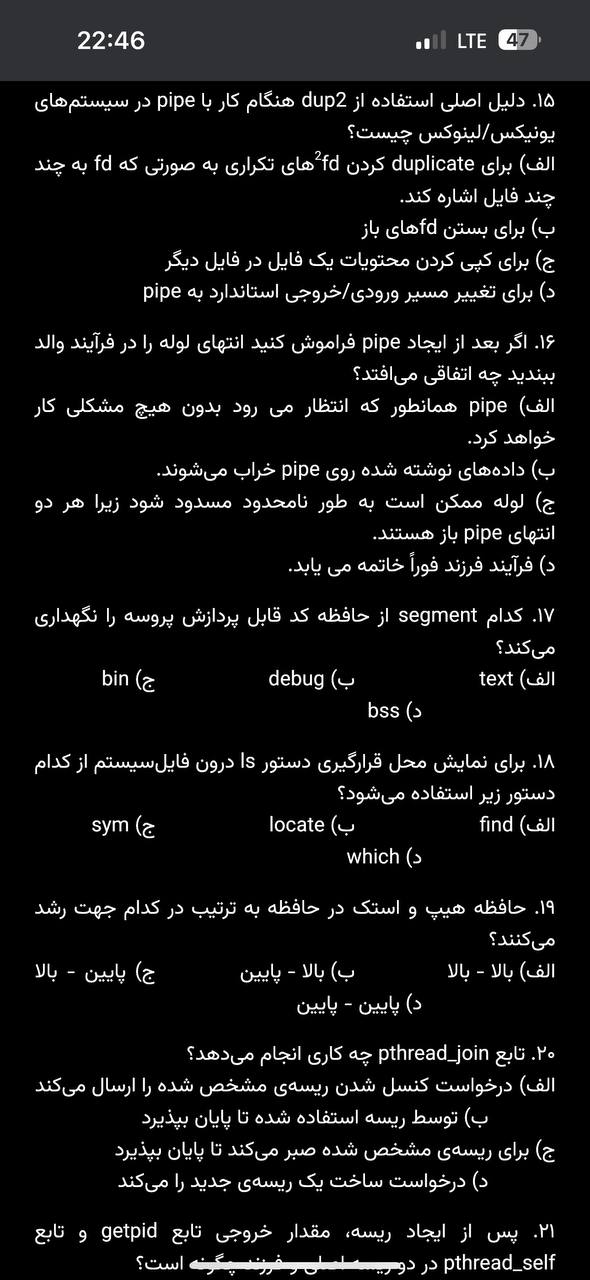 22:46 LTE 47
۱۵. دلیل اصلی استفاده از dup2 هنگام کار با pipe در سیستم‌های
یونیکس/لینوکس چیست؟
الف) برای duplicate کردن fd²های تکراری به صورتی که fd به چند
چند فایل اشاره کند.
ب) برای بستن fdهای باز
ج) برای کپی کردن محتویات یک فایل در فایل دیگر
د) برای تغییر مسیر ورودی/خروجی استاندارد به pipe
۱۶. اگر بعد از ایجاد pipe فراموش کنید انتهای لوله را در فرآیند والد
ببندید چه اتفاقی می‌افتد؟
الف) pipe همانطور که انتظار می رود بدون هیچ مشکلی کار
خواهد کرد.
ب) داده‌های نوشته شده روی pipe خراب می‌شوند.
ج) لوله ممکن است به طور نامحدود مسدود شود زیرا هر دو
انتهای pipe باز هستند.
د) فرآیند فرزند فوراً خاتمه می یابد.
۱۷. کدام segment از حافظه کد قابل پردازش پروسه را نگهداری
می‌کند؟
الف) text ب) debug ج) bin
د) bss
۱۸. برای نمایش محل قرارگیری دستور ls درون فایل‌سیستم از کدام
دستور زیر استفاده می‌شود؟
الف) find ب) locate ج) sym
د) which
۱۹. حافظه هیپ و استک در حافظه به ترتیب در کدام جهت رشد
می‌کنند؟
الف) بالا - بالا ب) بالا - پایین ج) پایین - بالا
د) پایین - پایین
۲۰. تابع pthread_join چه کاری انجام می‌دهد؟
الف) درخواست کنسل شدن ریسه‌ی مشخص شده را ارسال می‌کند
ب) توسط ریسه استفاده شده تا پایان بپذیرد
ج) برای ریسه‌ی مشخص شده صبر می‌کند تا پایان بپذیرد
د) درخواست ساخت یک ریسه‌ی جدید را می‌کند
۲۱. پس از ایجاد ریسه، مقدار خروجی تابع getpid و تابع
pthread_self در دو ریسه اصلی و فرزند چگونه است؟